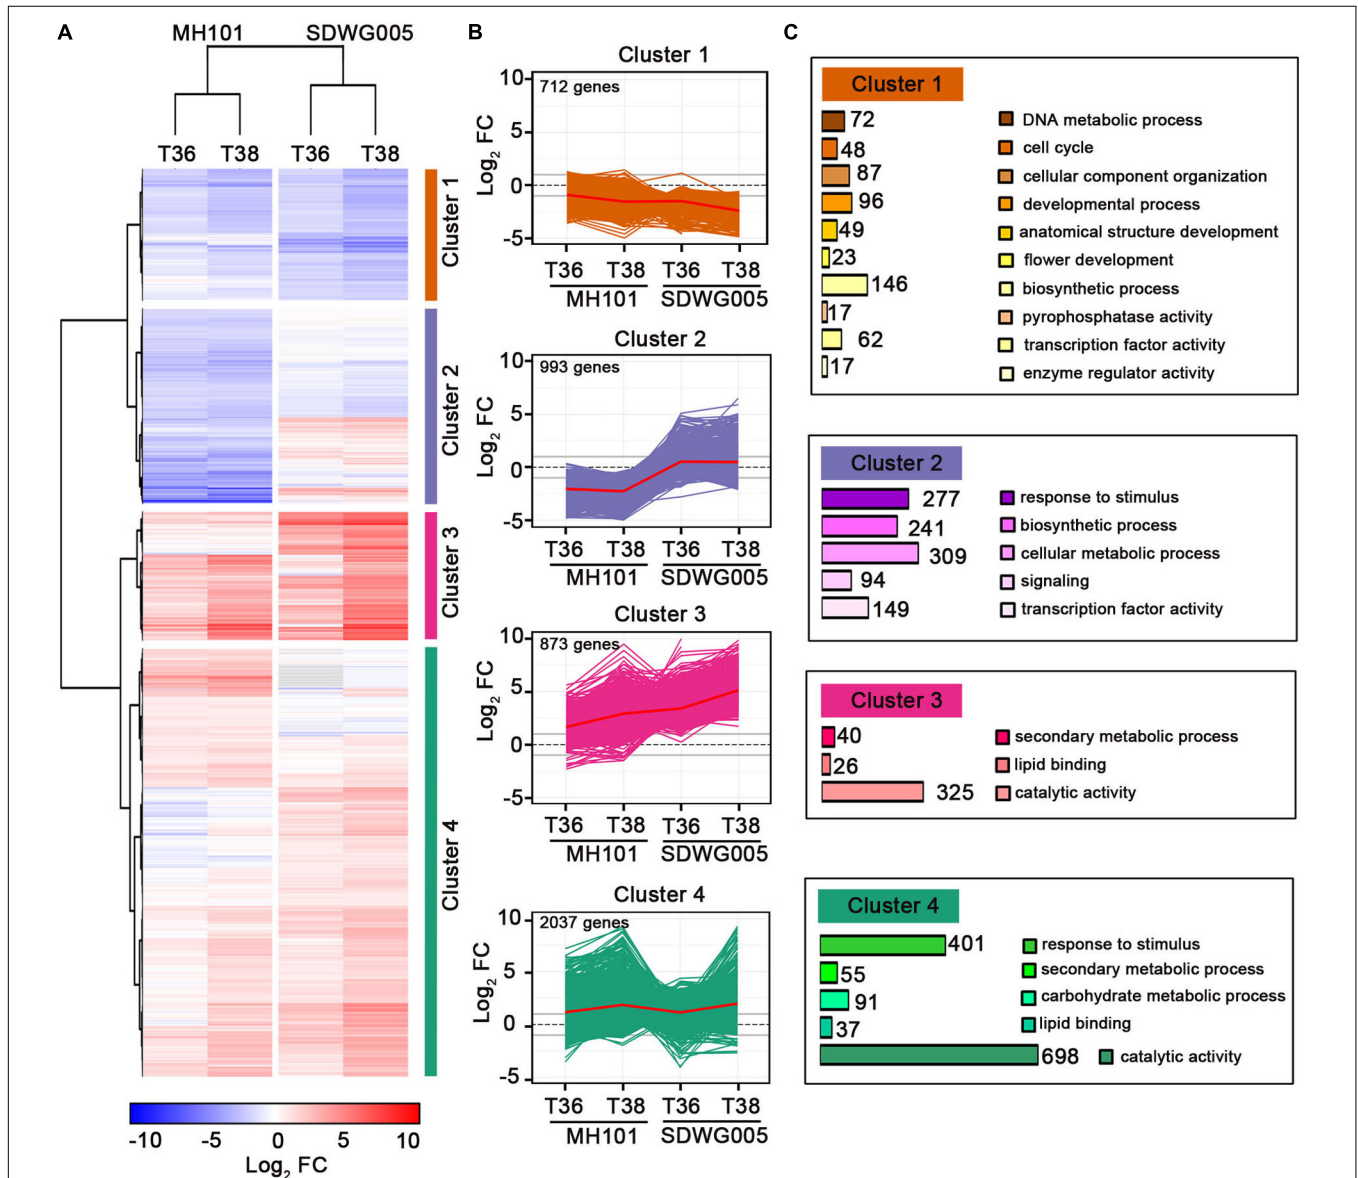 A
MH101
SDWG005
T36
T38
T36
T38
Cluster 1
Cluster 2
Cluster 3
Cluster 4
-10
-5
0
5
10
Log2 FC
B
Cluster 1
712 genes
Log2 FC
10
5
0
-5
T36
T38
T36
T38
MH101
SDWG005
Cluster 2
993 genes
Log2 FC
10
5
0
-5
T36
T38
T36
T38
MH101
SDWG005
Cluster 3
873 genes
Log2 FC
10
5
0
-5
T36
T38
T36
T38
MH101
SDWG005
Cluster 4
2037 genes
Log2 FC
10
5
0
-5
T36
T38
T36
T38
MH101
SDWG005
C
Cluster 1
72
DNA metabolic process
48
cell cycle
87
cellular component organization
96
developmental process
49
anatomical structure development
23
flower development
146
biosynthetic process
17
pyrophosphatase activity
62
transcription factor activity
17
enzyme regulator activity
Cluster 2
277
response to stimulus
241
biosynthetic process
309
cellular metabolic process
94
signaling
149
transcription factor activity
Cluster 3
40
secondary metabolic process
26
lipid binding
325
catalytic activity
Cluster 4
401
response to stimulus
55
secondary metabolic process
91
carbohydrate metabolic process
37
lipid binding
698
catalytic activity